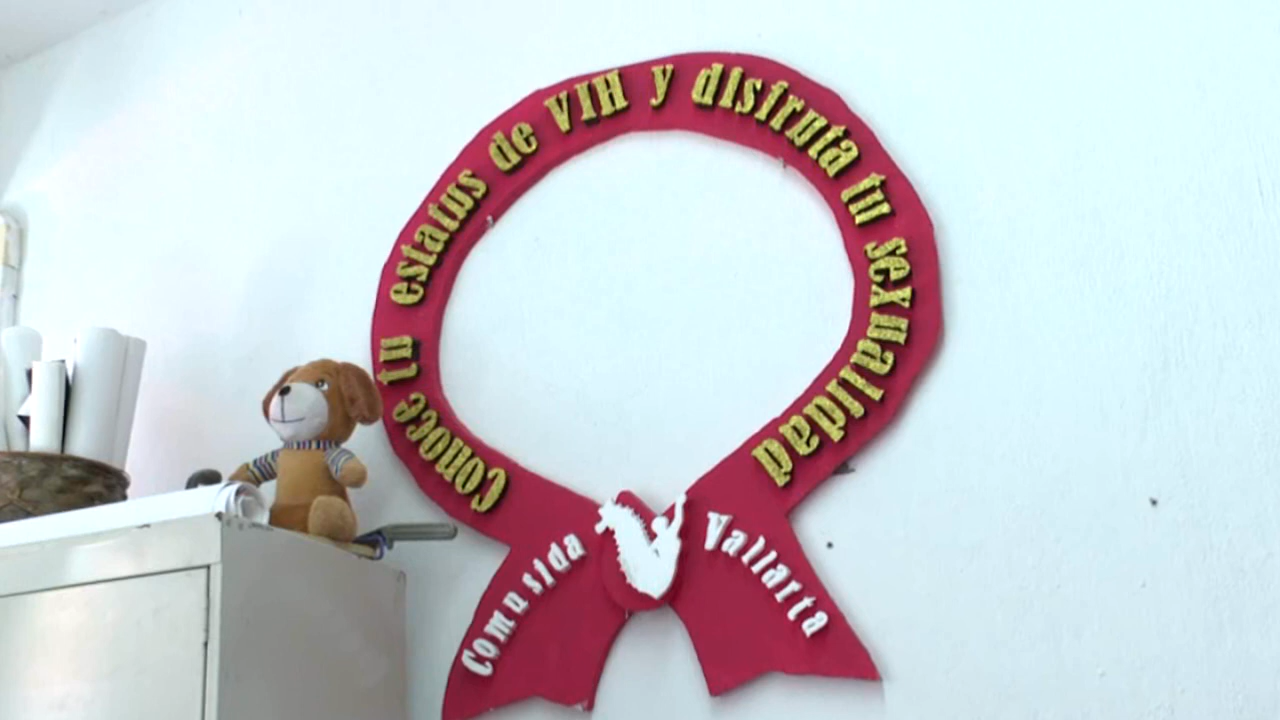 Conoce tu estatus de VIH y disfruta tu sexualidad
Comusida Vallarta